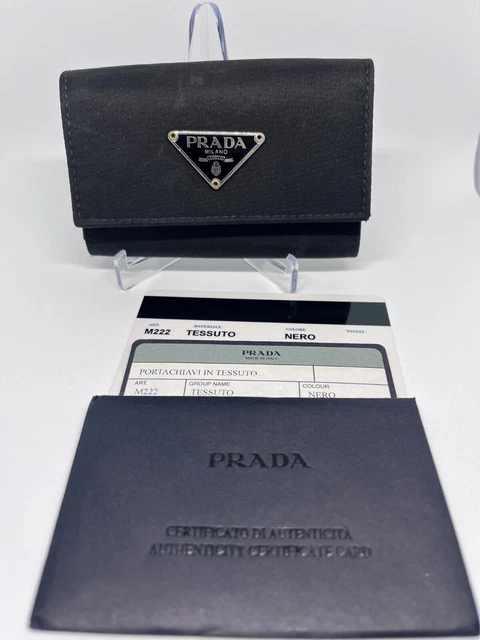 PRADA
MILANO
ART. MATERIALE COLORE TAGLIA
M222 TESSUTO NERO
PRADA
MADE IN ITALY
PORTACHIAVI IN TESSUTO
ART. GROUP NAME COLOUR
M222 TESSUTO NERO
PRADA
CERTIFICATO DI AUTENTICITÀ
AUTHENTICITY CERTIFICATE CARD